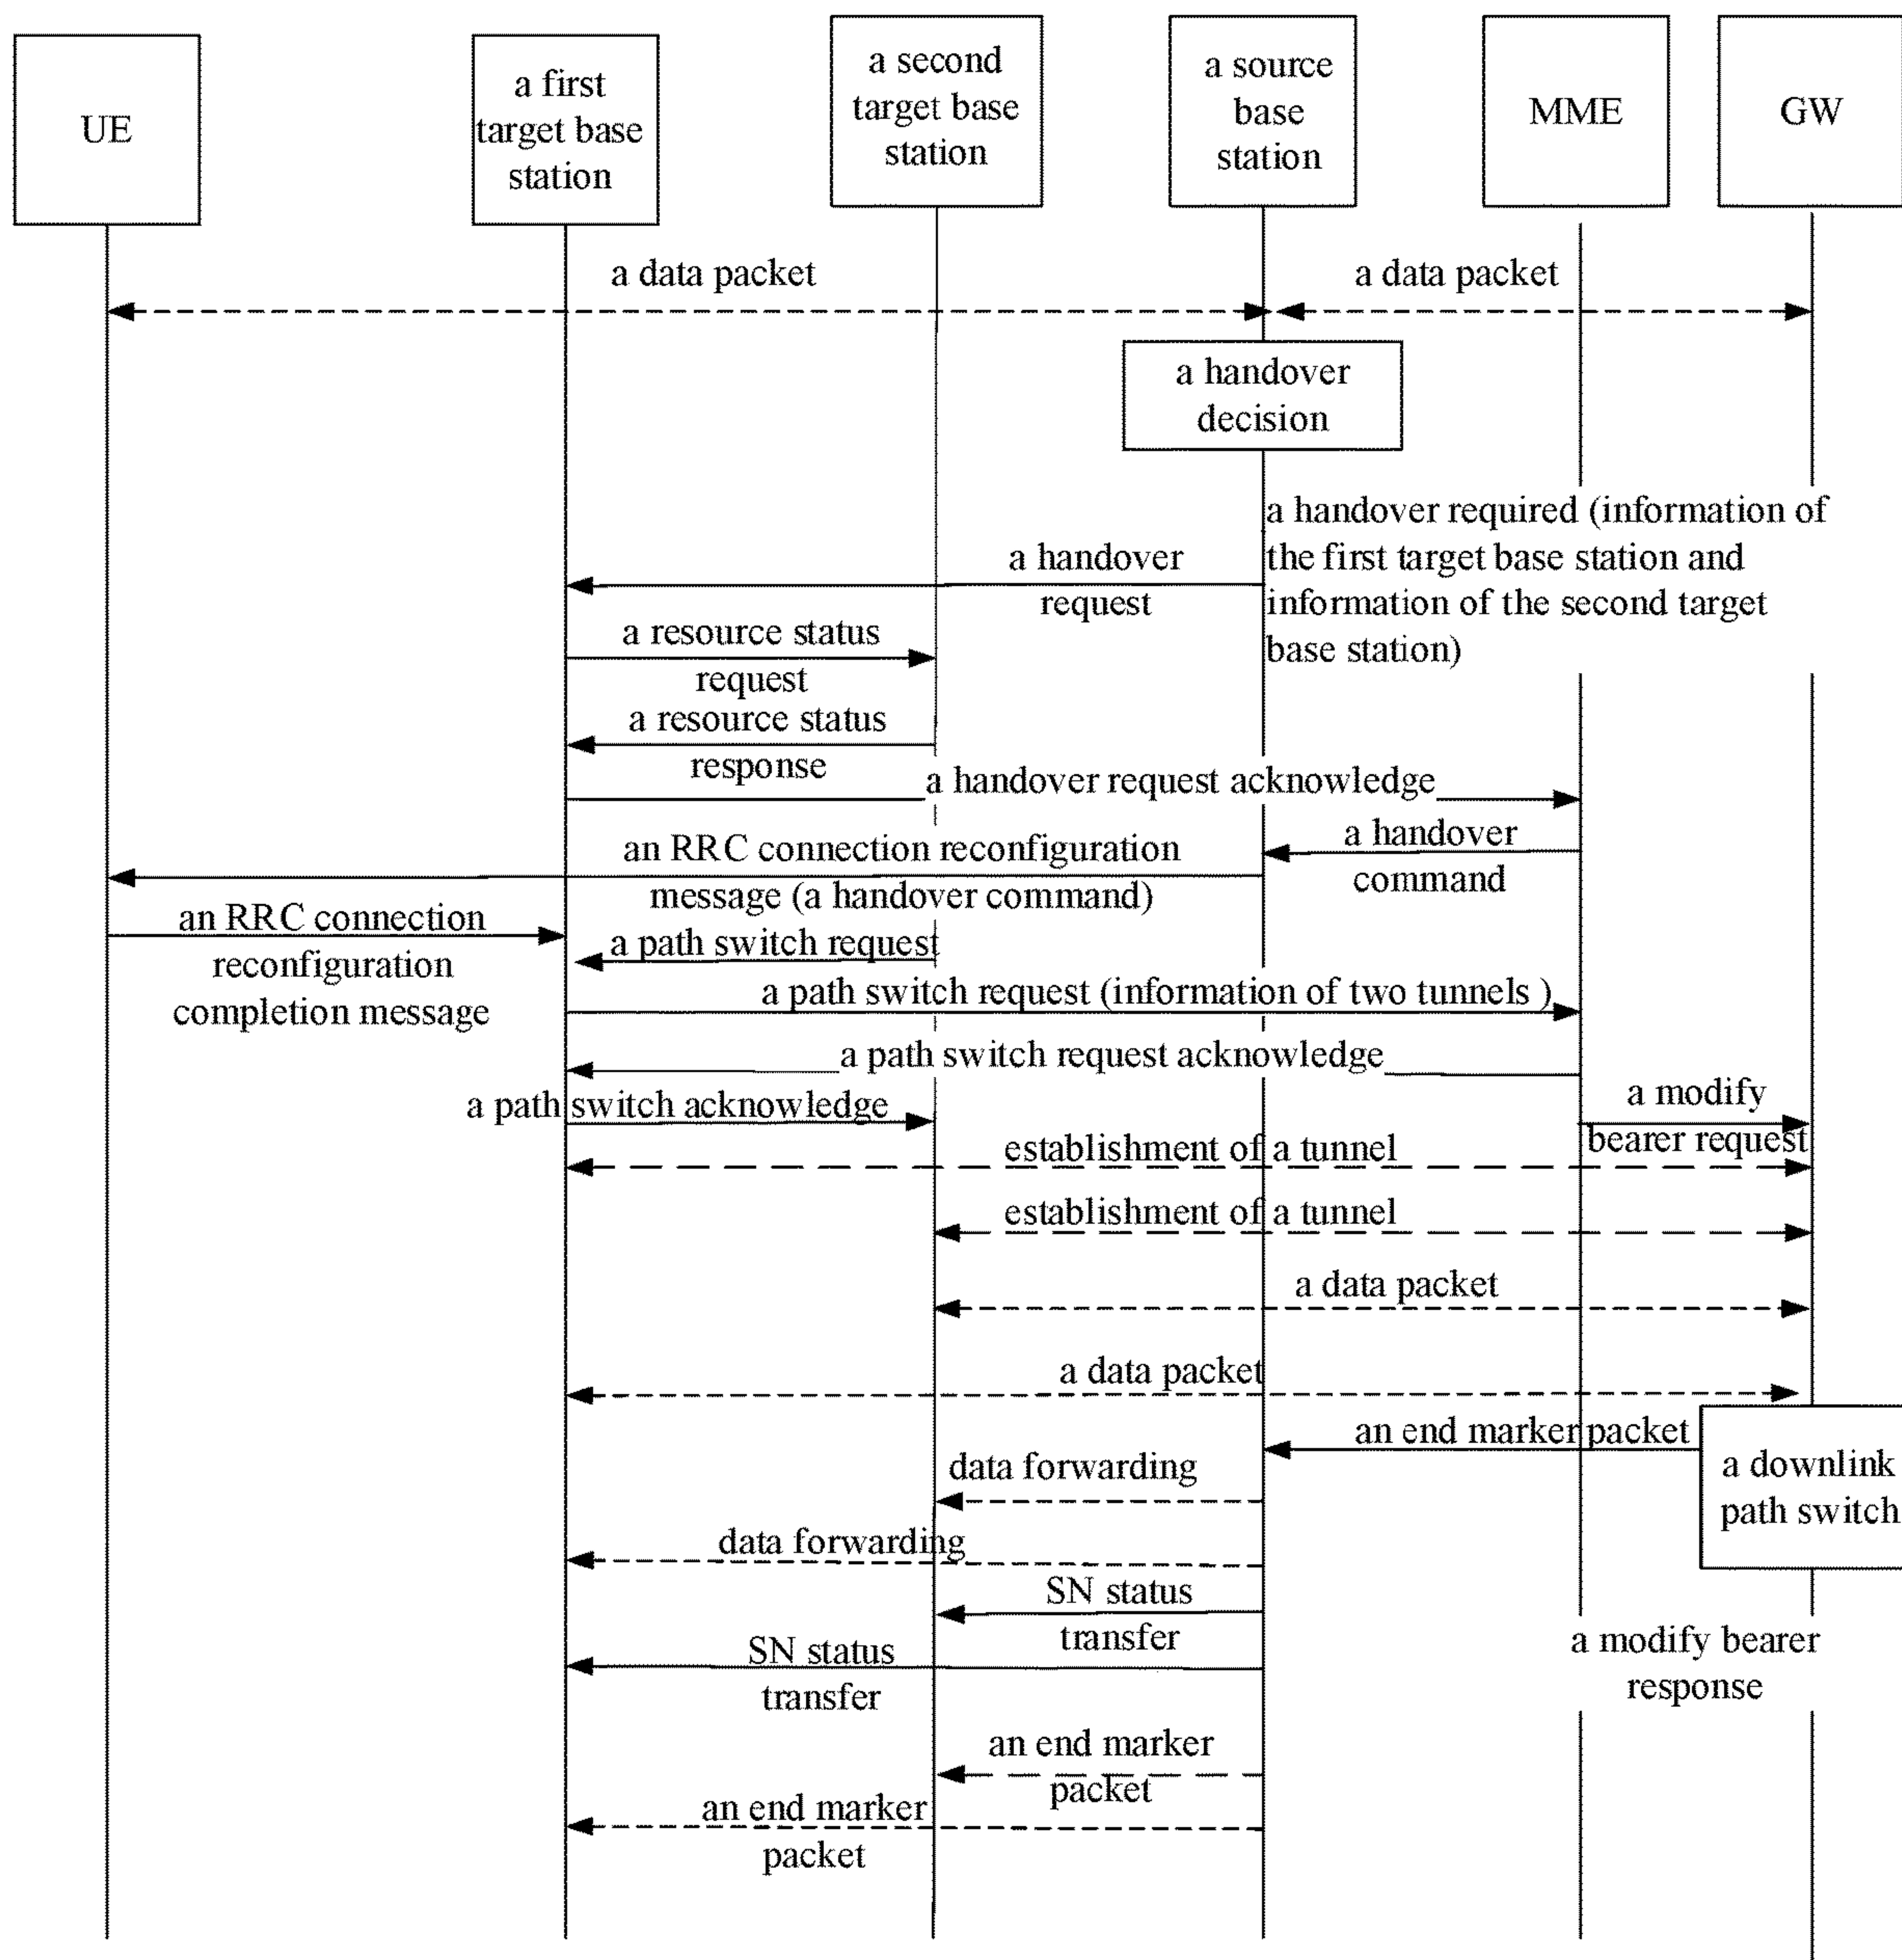 UE
a first
target base
station
a second
target base
station
a source
base
station
MME
GW
a data packet
a data packet
a handover
decision
a handover required (information of
the first target base station and
information of the second target
base station)
a handover
request
a resource status
request
a resource status
response
a handover request acknowledge
a handover
command
an RRC connection reconfiguration
message (a handover command)
an RRC connection
reconfiguration
completion message
a path switch request
a path switch request (information of two tunnels )
a path switch request acknowledge
a path switch acknowledge
a modify
bearer request
establishment of a tunnel
establishment of a tunnel
a data packet
a data packet
an end marker packet
a downlink
path switch
data forwarding
data forwarding
SN status
transfer
SN status
transfer
a modify bearer
response
an end marker
packet
an end marker
packet